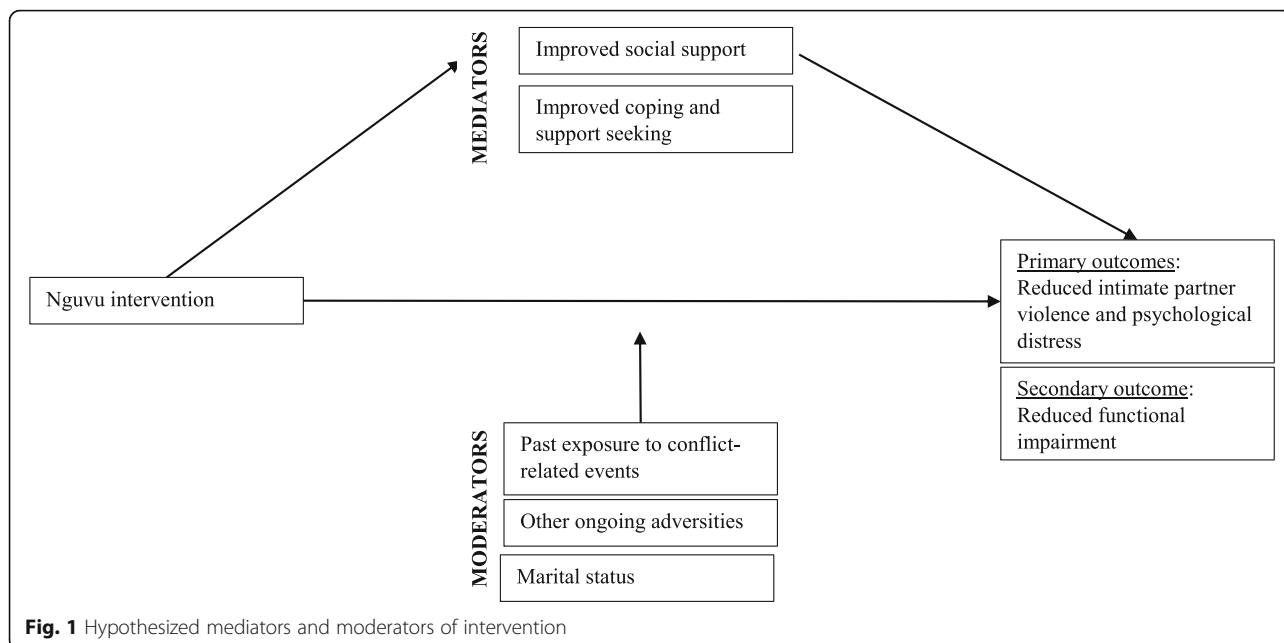 MEDIATORS
Improved social support
Improved coping and
support seeking
Nguvu intervention
Primary outcomes:
Reduced intimate partner
violence and psychological
distress
Secondary outcome:
Reduced functional
impairment
MODERATORS
Past exposure to conflict-
related events
Other ongoing adversities
Marital status
Fig. 1 Hypothesized mediators and moderators of intervention